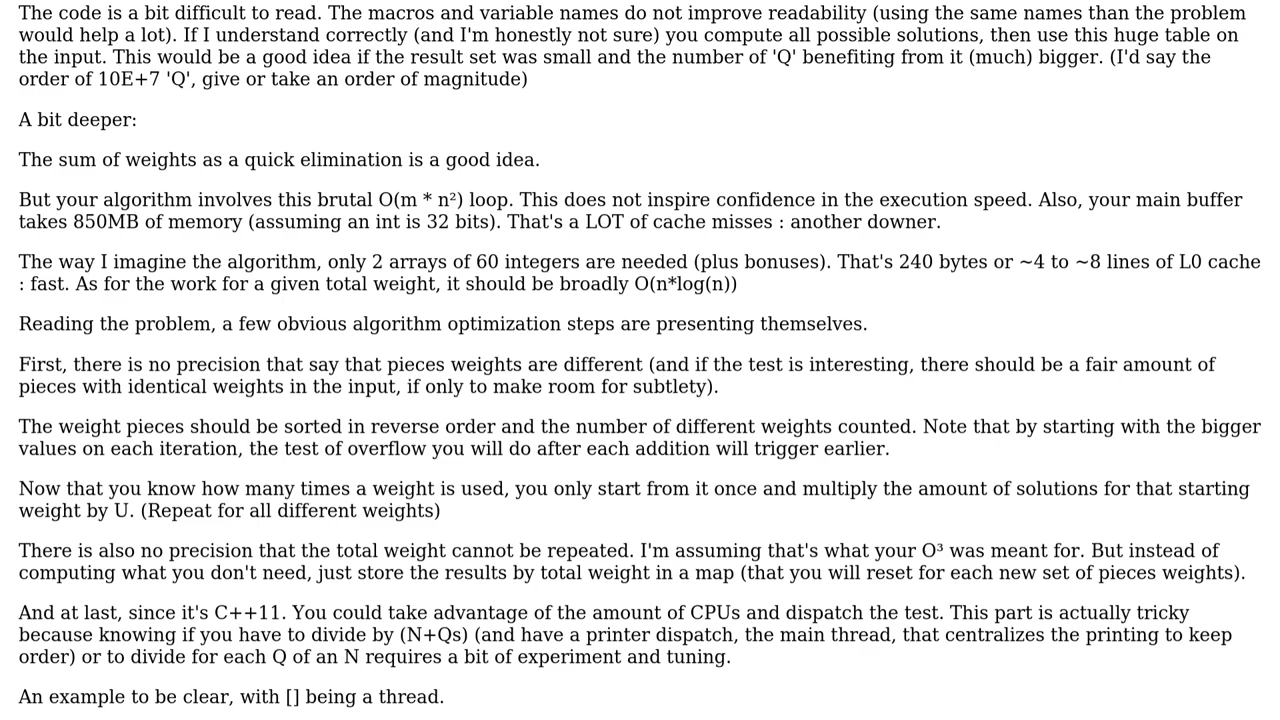 The code is a bit difficult to read. The macros and variable names do not improve readability (using the same names than the problem
would help a lot). If I understand correctly (and I'm honestly not sure) you compute all possible solutions, then use this huge table on
the input. This would be a good idea if the result set was small and the number of 'Q' benefiting from it (much) bigger. (I'd say the
order of 10E+7 'Q', give or take an order of magnitude)
A bit deeper:
The sum of weights as a quick elimination is a good idea.
But your algorithm involves this brutal O(m * n²) loop. This does not inspire confidence in the execution speed. Also, your main buffer
takes 850MB of memory (assuming an int is 32 bits). That's a LOT of cache misses : another downer.
The way I imagine the algorithm, only 2 arrays of 60 integers are needed (plus bonuses). That's 240 bytes or ~4 to ~8 lines of L0 cache
: fast. As for the work for a given total weight, it should be broadly O(n*log(n))
Reading the problem, a few obvious algorithm optimization steps are presenting themselves.
First, there is no precision that say that pieces weights are different (and if the test is interesting, there should be a fair amount of
pieces with identical weights in the input, if only to make room for subtlety).
The weight pieces should be sorted in reverse order and the number of different weights counted. Note that by starting with the bigger
values on each iteration, the test of overflow you will do after each addition will trigger earlier.
Now that you know how many times a weight is used, you only start from it once and multiply the amount of solutions for that starting
weight by U. (Repeat for all different weights)
There is also no precision that the total weight cannot be repeated. I'm assuming that's what your O³ was meant for. But instead of
computing what you don't need, just store the results by total weight in a map (that you will reset for each new set of pieces weights).
And at last, since it's C++11. You could take advantage of the amount of CPUs and dispatch the test. This part is actually tricky
because knowing if you have to divide by (N+Qs) (and have a printer dispatch, the main thread, that centralizes the printing to keep
order) or to divide for each Q of an N requires a bit of experiment and tuning.
An example to be clear, with [] being a thread.